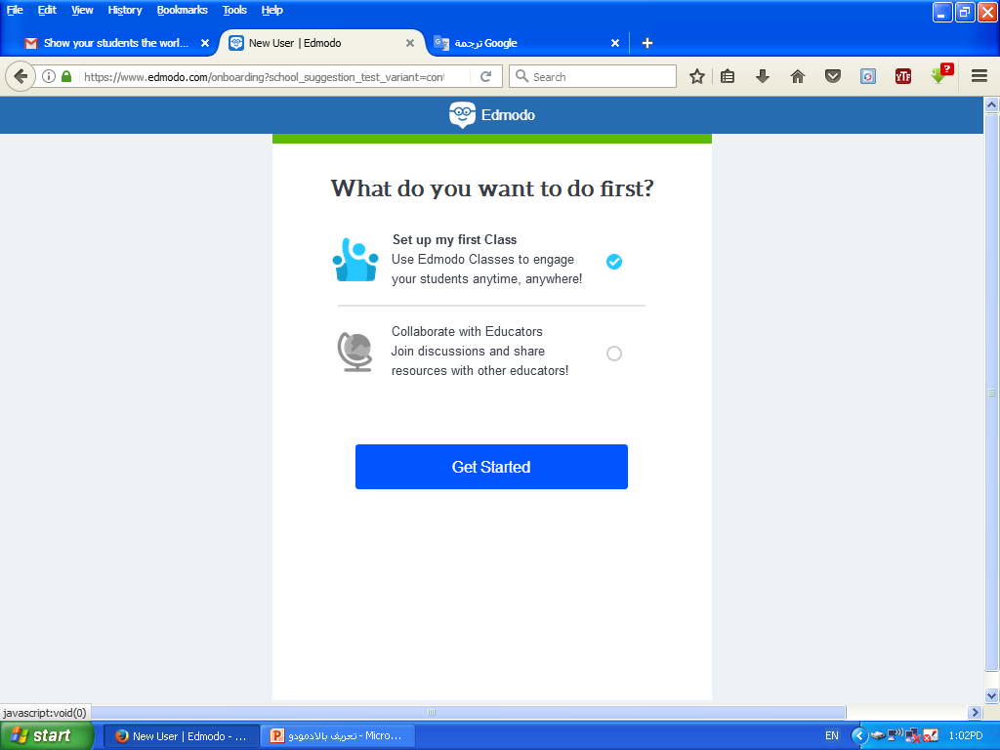 File Edit View History Bookmarks Tools Help
Show your students the worl... New User | Edmodo ترجمة Google
https://www.edmodo.com/onboarding?school_suggestion_test_variant=con Search YTF ?
Edmodo
What do you want to do first?
Set up my first Class
Use Edmodo Classes to engage
your students anytime, anywhere!
Collaborate with Educators
Join discussions and share
resources with other educators!
Get Started
javascript:void(0)
start New User | Edmodo - ... تعريف بالادمودو - Micro... EN 1:02PD